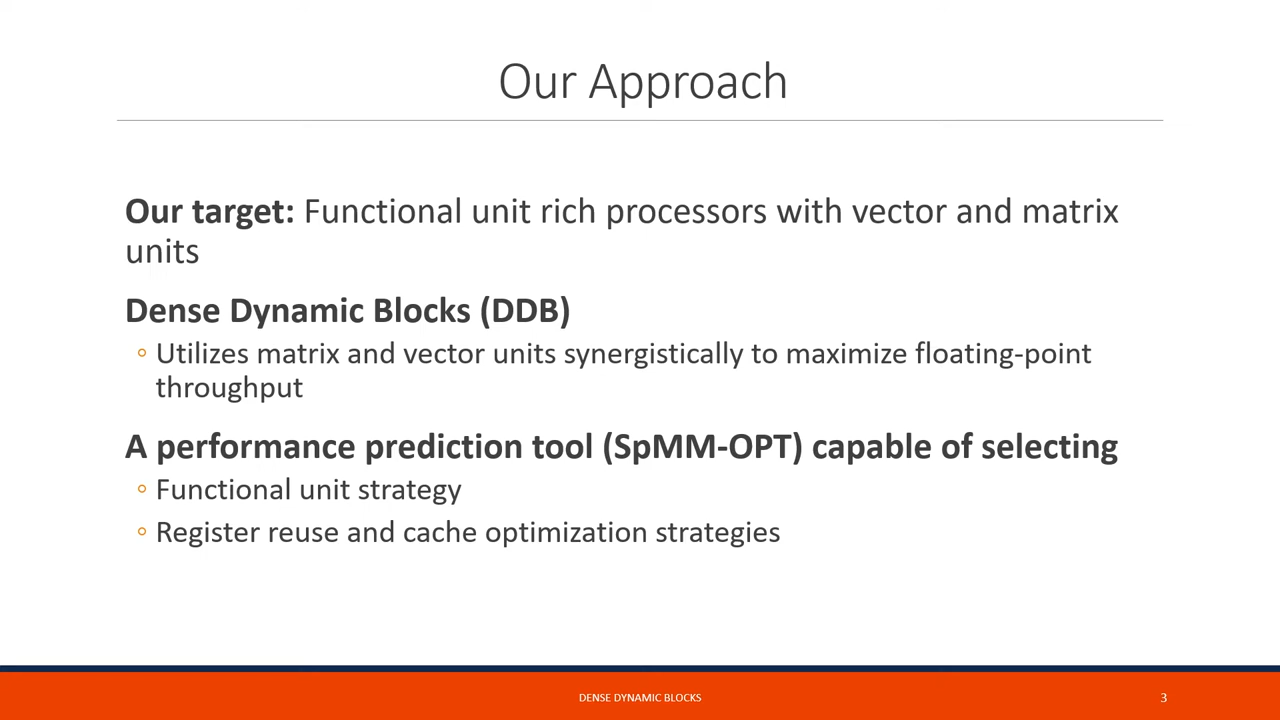 Our Approach
Our target: Functional unit rich processors with vector and matrix
units
Dense Dynamic Blocks (DDB)
◦ Utilizes matrix and vector units synergistically to maximize floating-point
throughput
A performance prediction tool (SpMM-OPT) capable of selecting
◦ Functional unit strategy
◦ Register reuse and cache optimization strategies
DENSE DYNAMIC BLOCKS
3